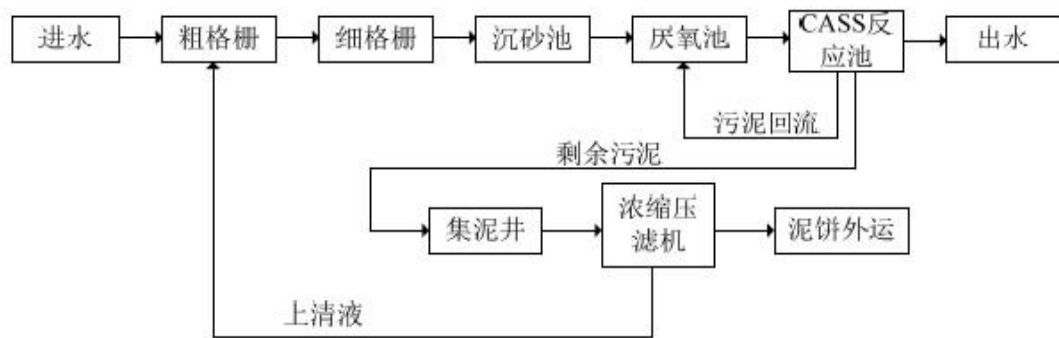 进水
粗格栅
细格栅
沉砂池
厌氧池
CASS反
应池
出水
污泥回流
剩余污泥
集泥井
浓缩压
滤机
泥饼外运
上清液